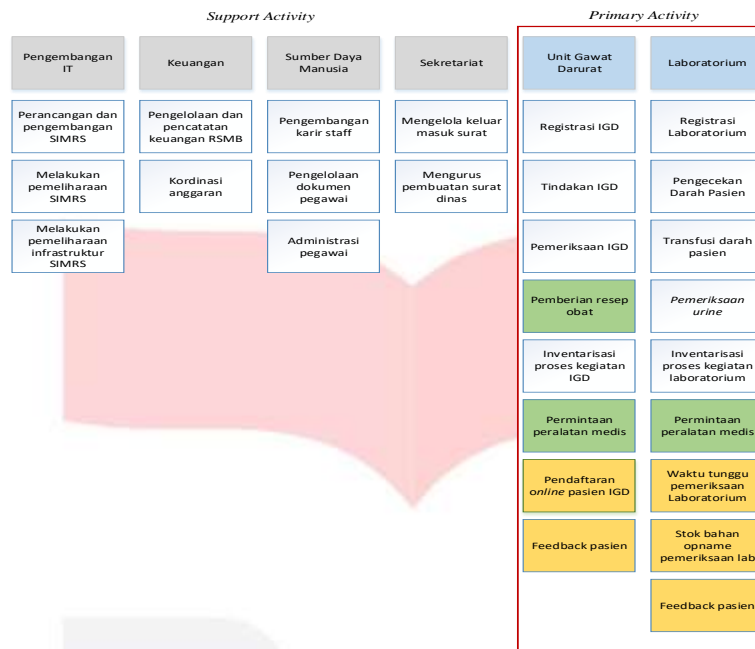 Support Activity
Primary Activity
Pengembangan
IT
Keuangan
Sumber Daya
Manusia
Sekretariat
Unit Gawat
Darurat
Laboratorium
Perancangan dan
pengembangan
SIMRS
Pengelolaan dan
pencatatan
keuangan RSMB
Pengembangan
karir staff
Mengelola keluar
masuk surat
Registrasi IGD
Registrasi
Laboratorium
Melakukan
pemeliharaan
SIMRS
Kordinasi
anggaran
Pengelolaan
dokumen
pegawai
Mengurus
pembuatan surat
dinas
Tindakan IGD
Pengecekan
Darah Pasien
Melakukan
pemeliharaan
infrastruktur
SIMRS
Administrasi
pegawai
Pemeriksaan IGD
Transfusi darah
pasien
Pemberian resep
obat
Pemeriksaan
urine
Inventarisasi
proses kegiatan
IGD
Inventarisasi
proses kegiatan
laboratorium
Permintaan
peralatan medis
Permintaan
peralatan medis
Pendaftaran
online pasien IGD
Waktu tunggu
pemeriksaan
Laboratorium
Feedback pasien
Stok bahan
opname
pemeriksaan lab
Feedback pasien